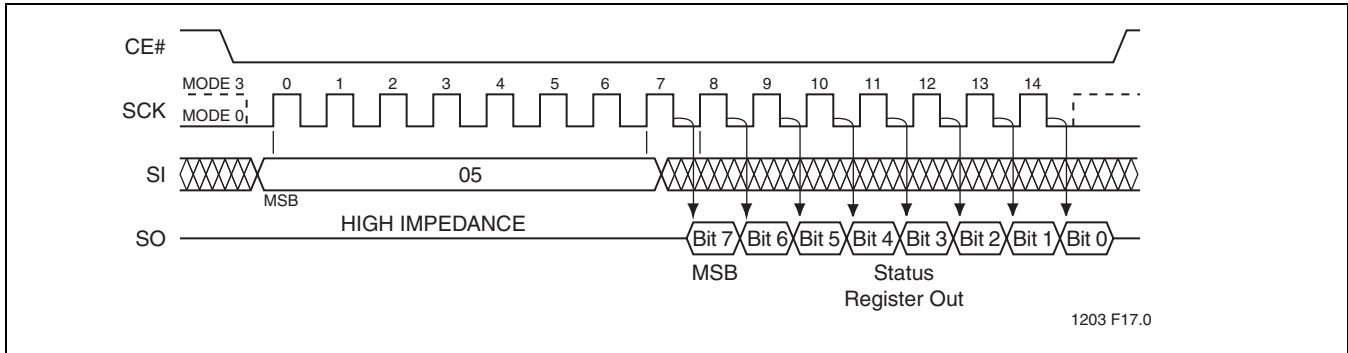 CE#
MODE 3 0 1 2 3 4 5 6 7 8 9 10 11 12 13 14
SCK
MODE 0
SI 05
MSB
HIGH IMPEDANCE
SO Bit 7 Bit 6 Bit 5 Bit 4 Bit 3 Bit 2 Bit 1 Bit 0
MSB Status
Register Out
1203 F17.0